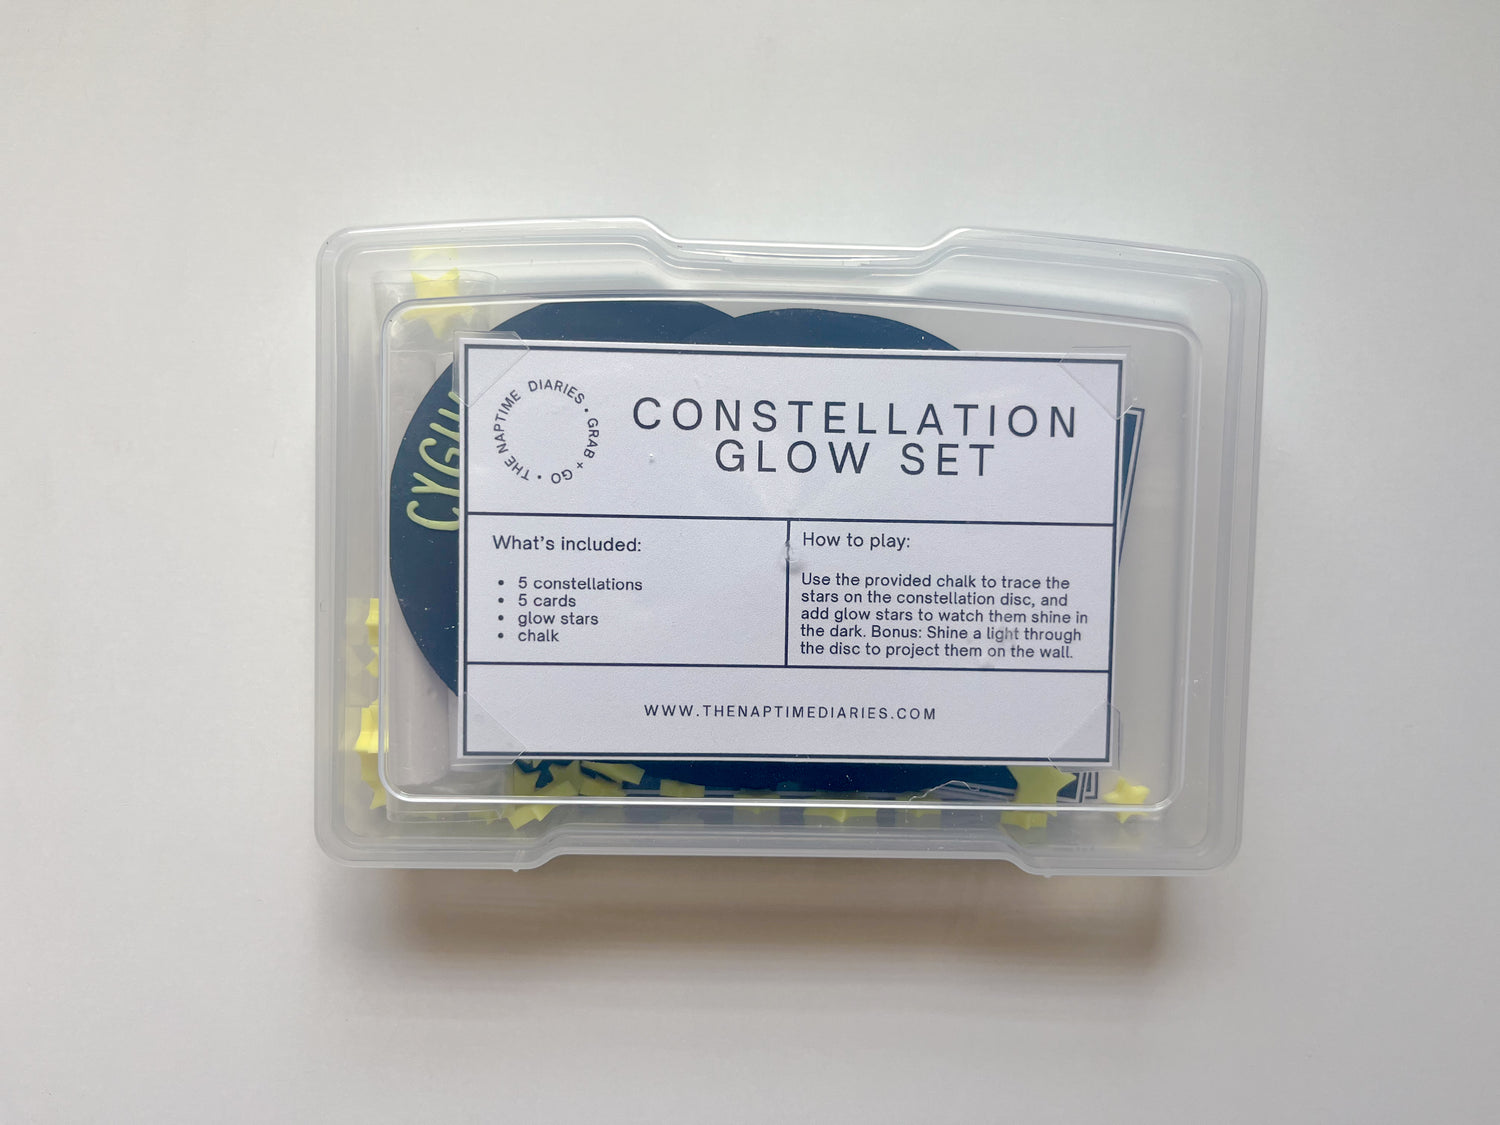 THE NAPTIME DIARIES • GRAB + GO •
CONSTELLATION
GLOW SET
What's included:
• 5 constellations
• 5 cards
• glow stars
• chalk
How to play:
Use the provided chalk to trace the
stars on the constellation disc, and
add glow stars to watch them shine in
the dark. Bonus: Shine a light through
the disc to project them on the wall.
WWW.THENAPTIMEDIARIES.COM